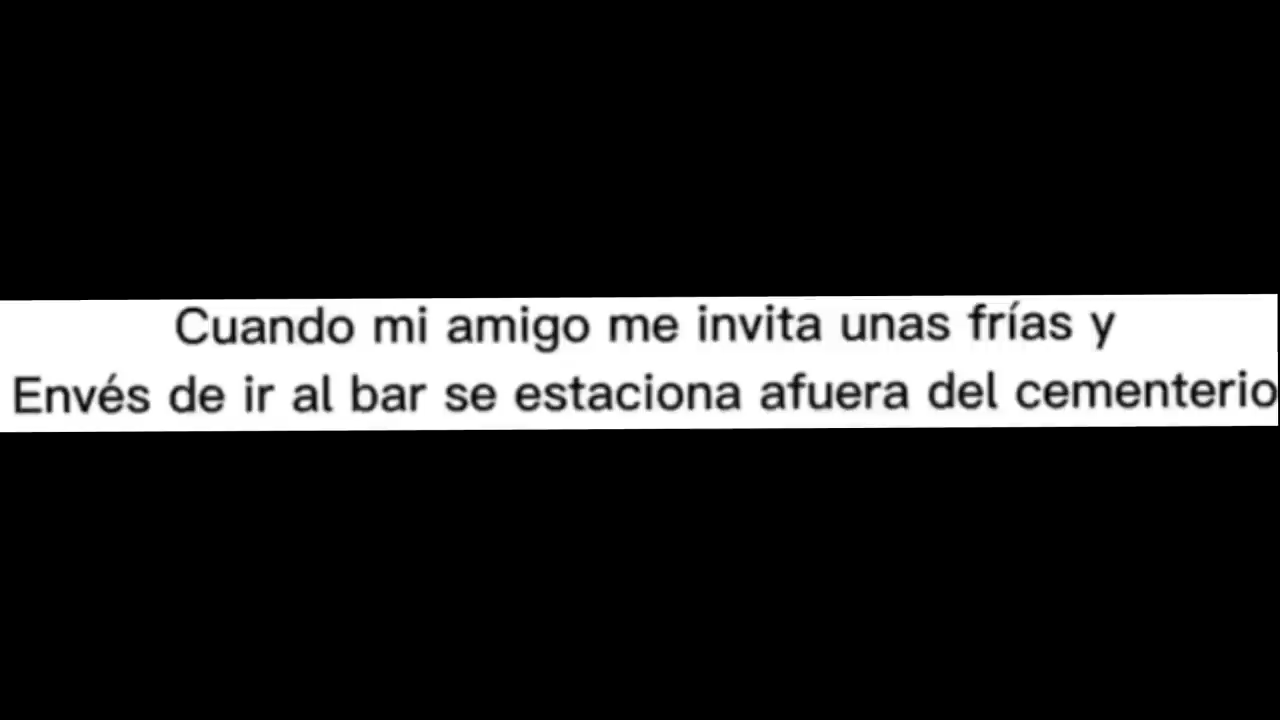 Cuando mi amigo me invita unas frías y
Envés de ir al bar se estaciona afuera del cementerio